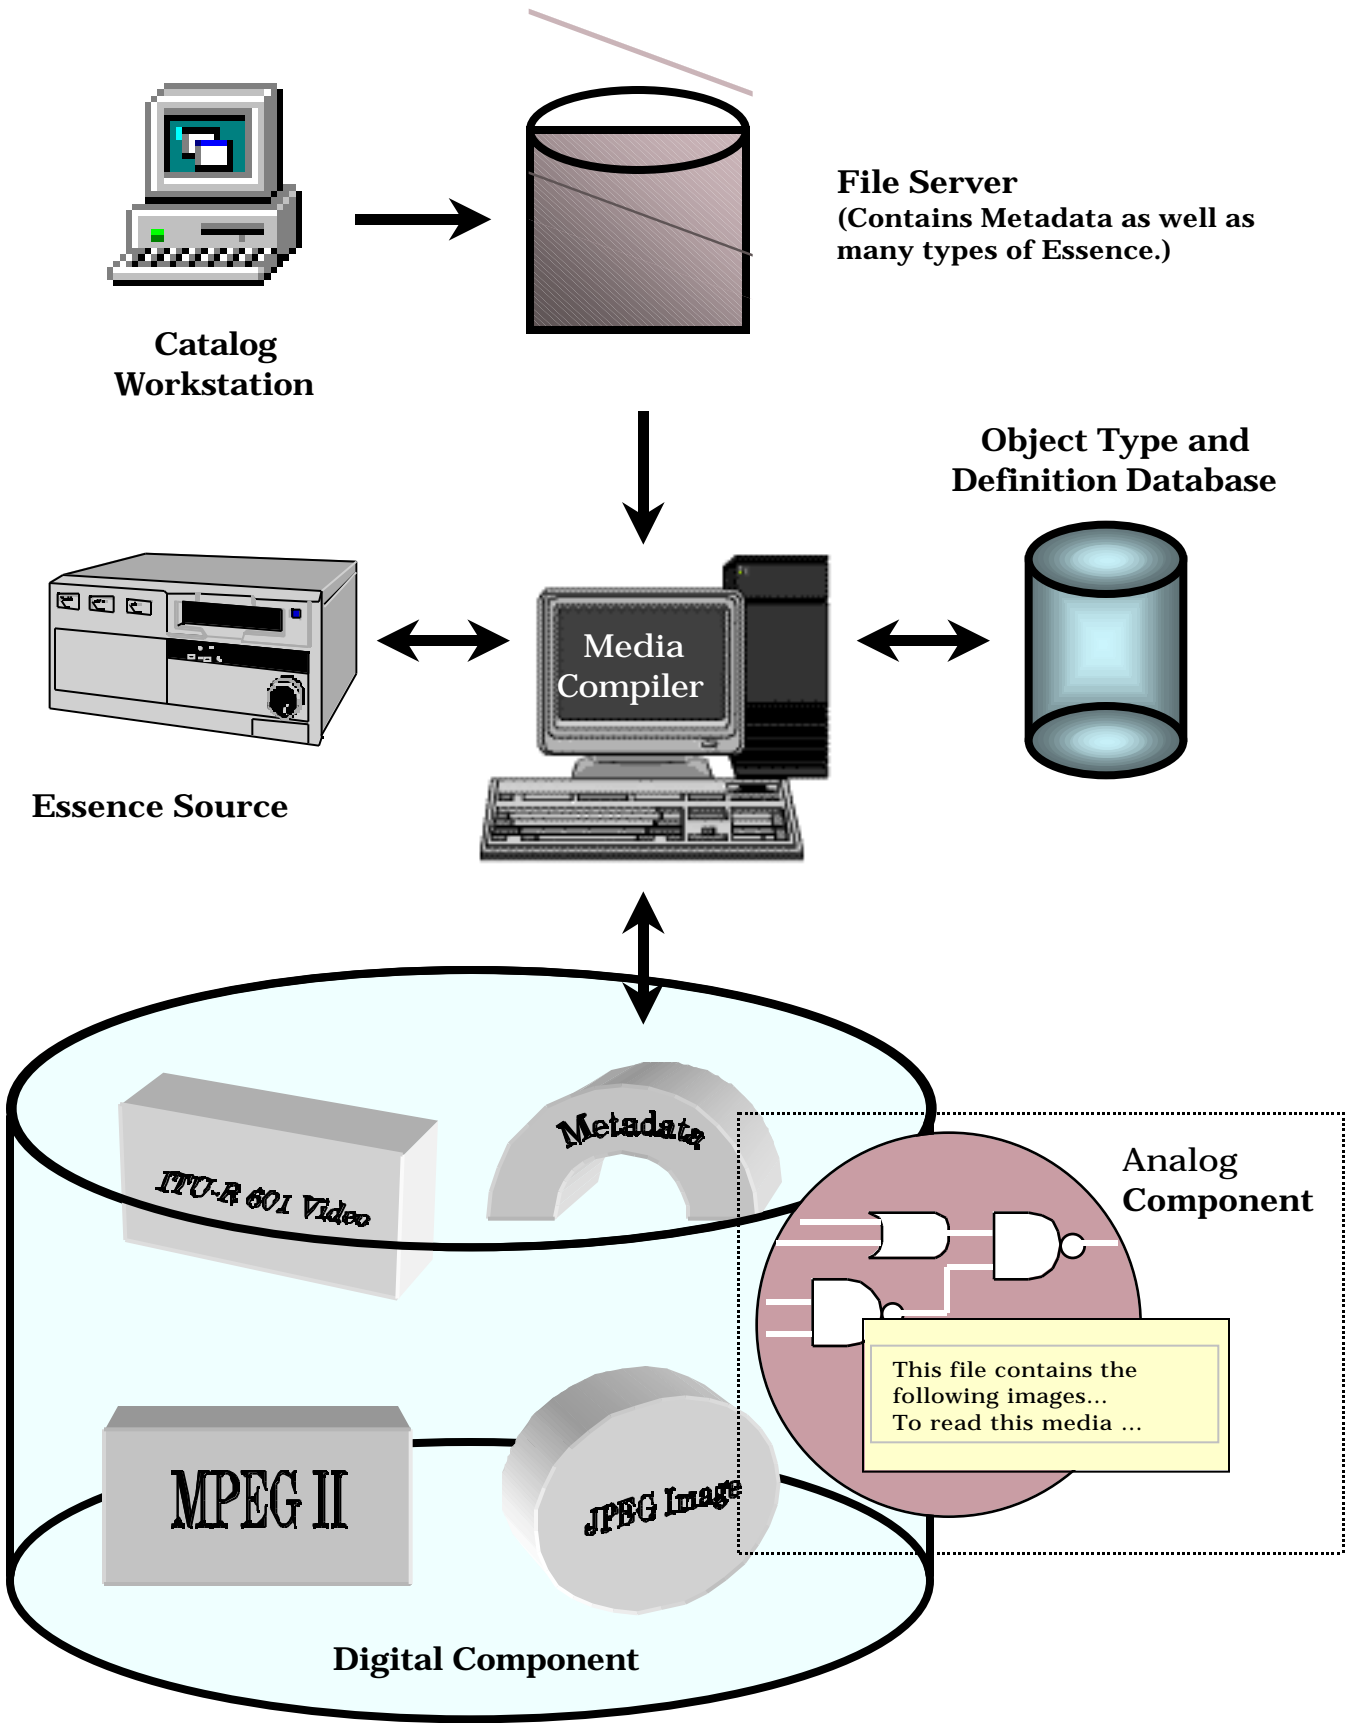 File Server
(Contains Metadata as well as
many types of Essence.)
Catalog
Workstation
Object Type and
Definition Database
Media
Compiler
Essence Source
Metadata
ITU-R 601 Video
Analog
Component
This file contains the
following images...
To read this media ...
MPEG II
JPEG Image
Digital Component